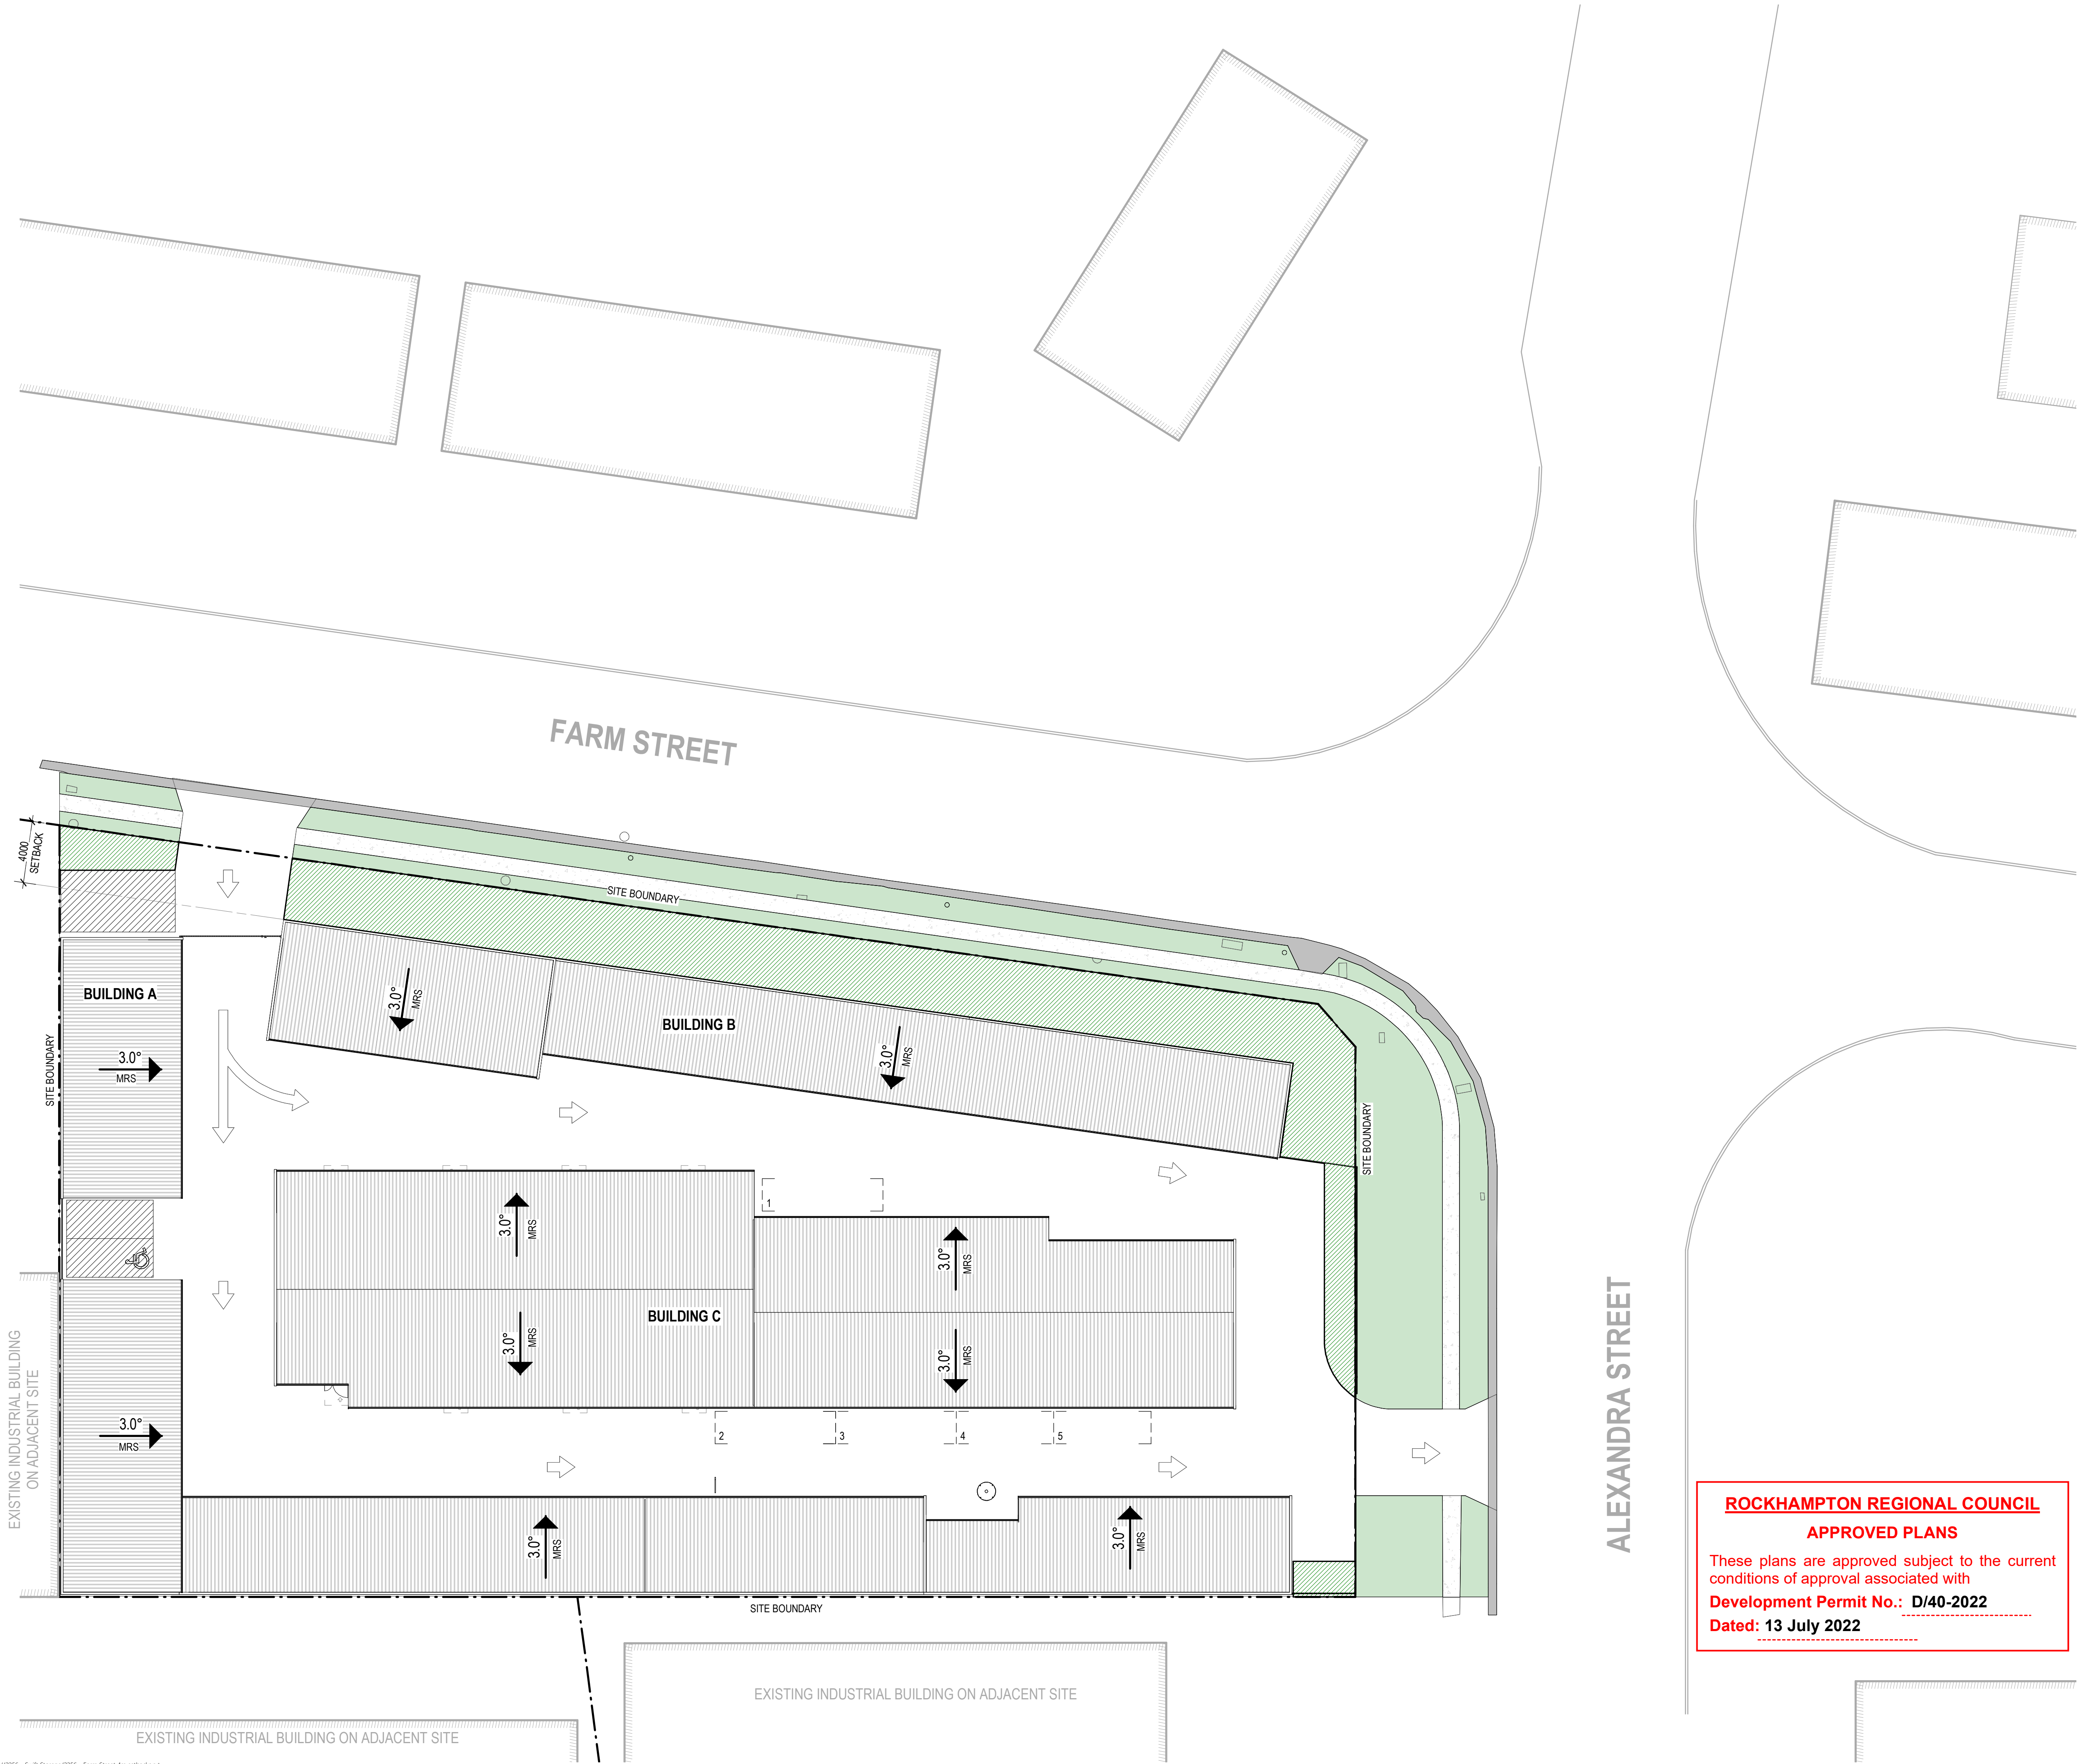 FARM STREET
4000
SETBACK
SITE BOUNDARY
BUILDING A
SITE BOUNDARY
3.0°
MRS
3.0°
MRS
BUILDING B
3.0°
MRS
SITE BOUNDARY
1
3.0°
MRS
3.0°
MRS
BUILDING C
3.0°
MRS
3.0°
MRS
EXISTING INDUSTRIAL BUILDING
ON ADJACENT SITE
3.0°
MRS
2
3
4
5
3.0°
MRS
3.0°
MRS
SITE BOUNDARY
ALEXANDRA STREET
EXISTING INDUSTRIAL BUILDING ON ADJACENT SITE
EXISTING INDUSTRIAL BUILDING ON ADJACENT SITE
ROCKHAMPTON REGIONAL COUNCIL
APPROVED PLANS
These plans are approved subject to the current
conditions of approval associated with
Development Permit No.: D/40-2022
Dated: 13 July 2022